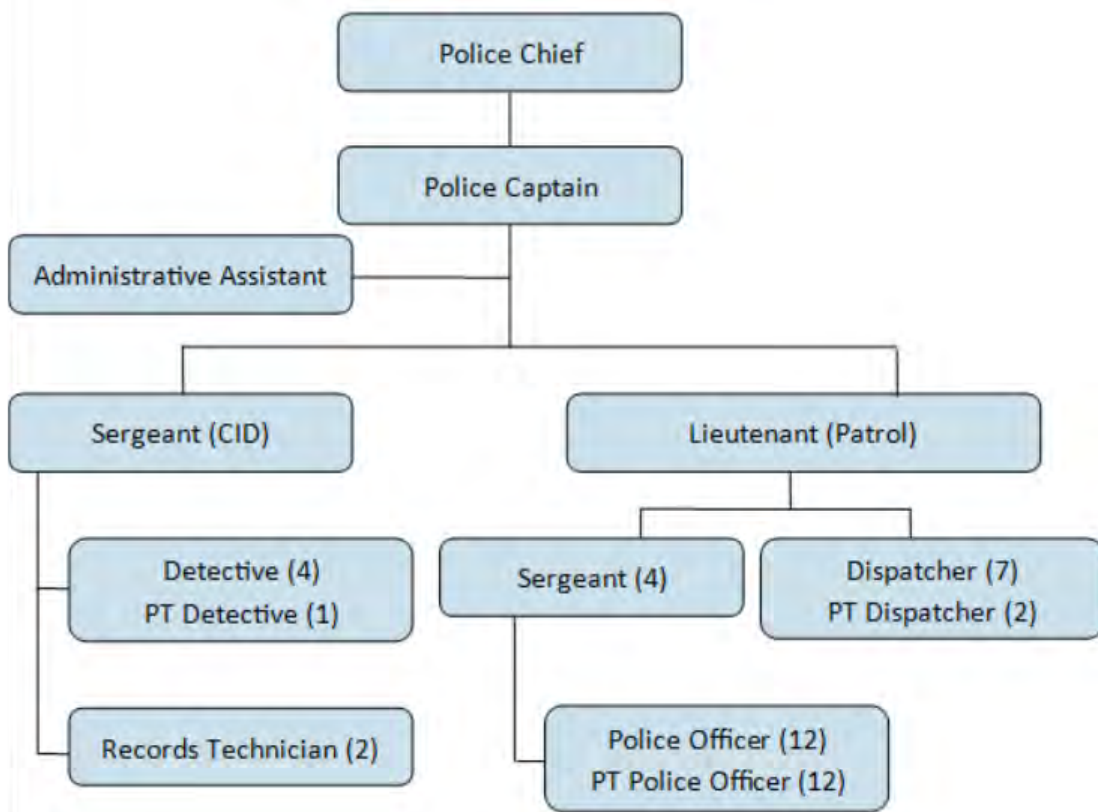 Police Chief
Police Captain
Administrative Assistant
Sergeant (CID)
Lieutenant (Patrol)
Detective (4)
PT Detective (1)
Records Technician (2)
Sergeant (4)
Dispatcher (7)
PT Dispatcher (2)
Police Officer (12)
PT Police Officer (12)